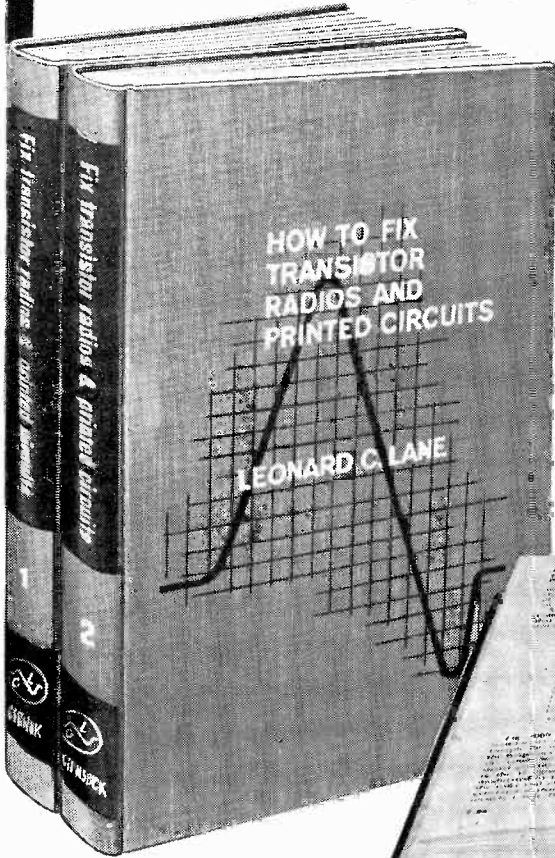 Fix transistor radios & printed circuits
1
Fix transistor radios & printed circuits
2
GERNSBACK
HOW TO FIX
TRANSISTOR
RADIOS AND
PRINTED CIRCUITS
LEONARD C. LANE